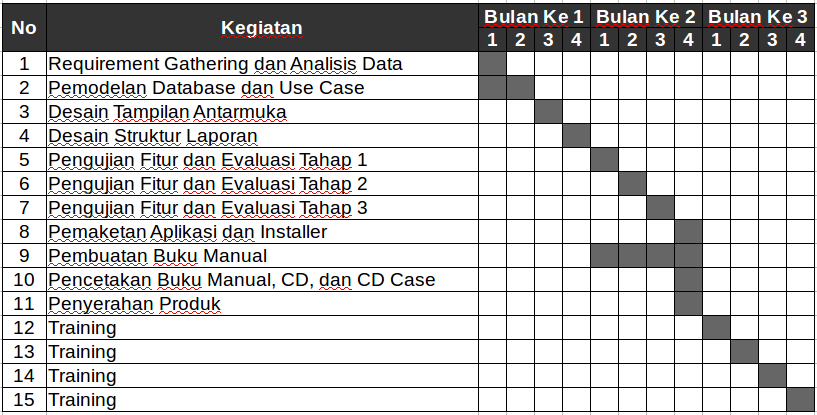 No Kegiatan Bulan Ke 1 Bulan Ke 2 Bulan Ke 3
1 2 3 4 1 2 3 4 1 2 3 4
1 Requirement Gathering dan Analisis Data
2 Pemodelan Database dan Use Case
3 Desain Tampilan Antarmuka
4 Desain Struktur Laporan
5 Pengujian Fitur dan Evaluasi Tahap 1
6 Pengujian Fitur dan Evaluasi Tahap 2
7 Pengujian Fitur dan Evaluasi Tahap 3
8 Pemaketan Aplikasi dan Installer
9 Pembuatan Buku Manual
10 Pencetakan Buku Manual, CD, dan CD Case
11 Penyerahan Produk
12 Training
13 Training
14 Training
15 Training